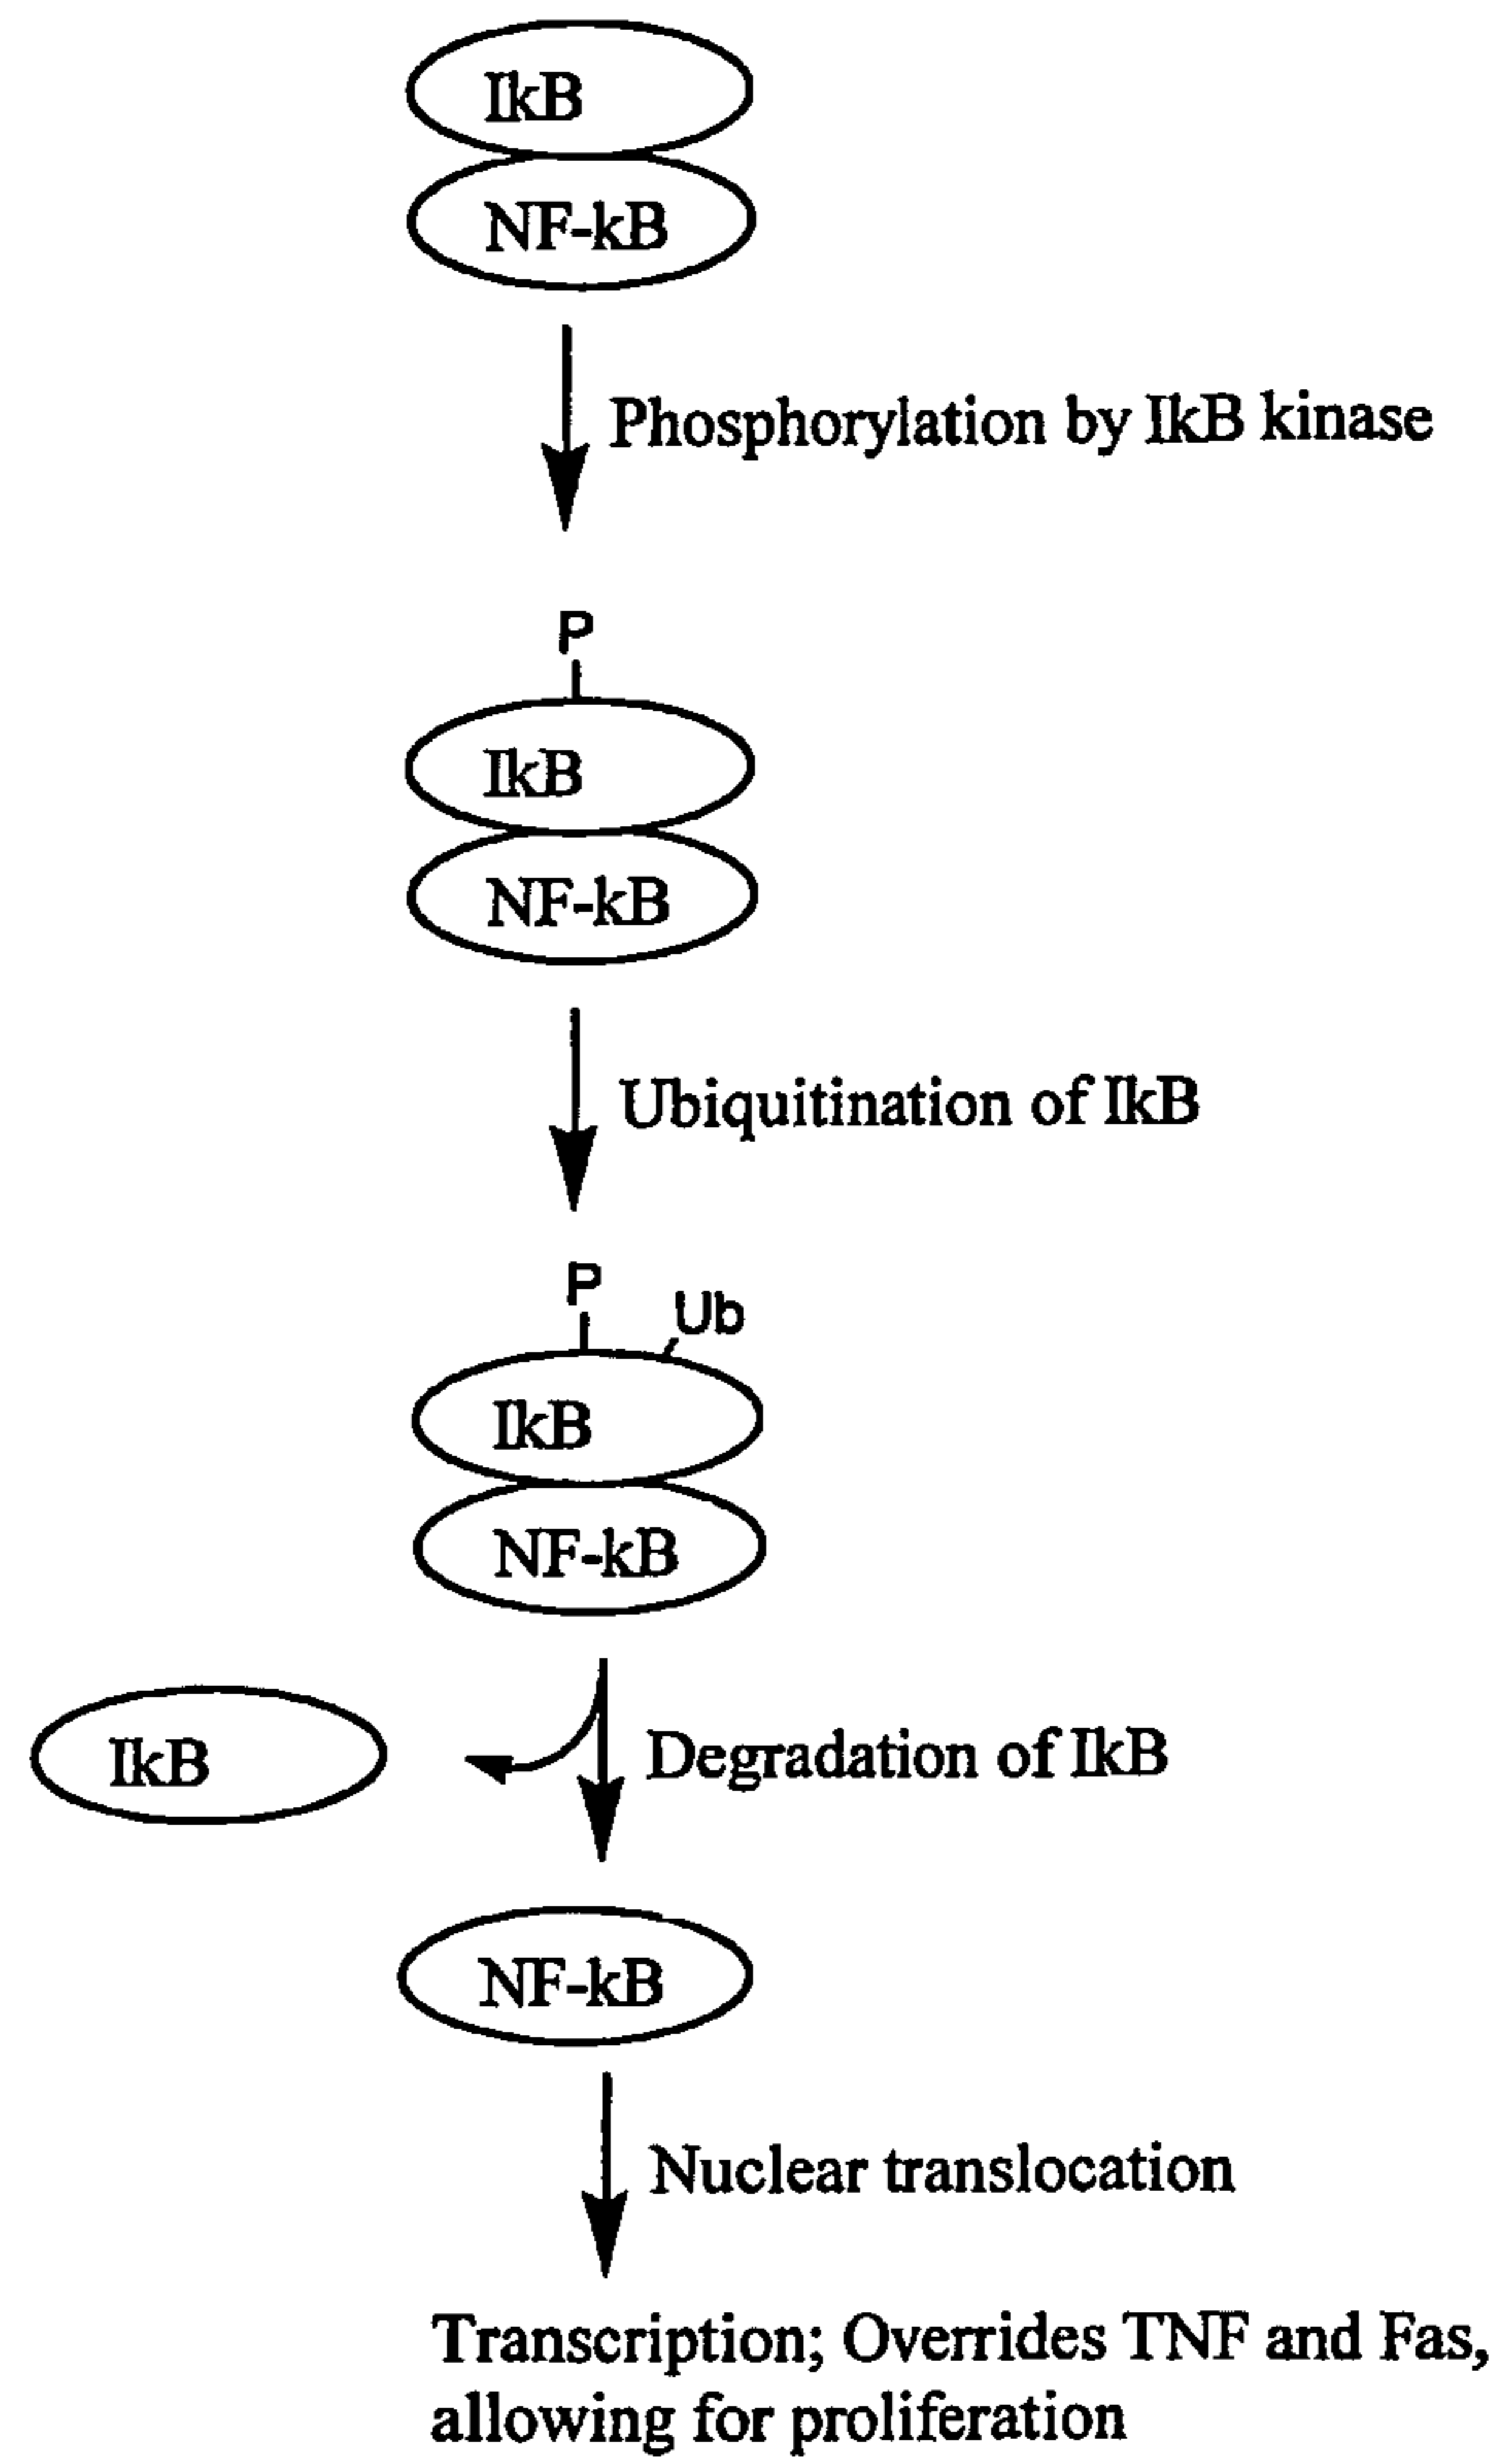 IkB
NF-kB
Phosphorylation by IkB kinase
P
IkB
NF-kB
Ubiquitination of IkB
P
Ub
IkB
NF-kB
IkB
Degradation of IkB
NF-kB
Nuclear translocation
Transcription; Overrides TNF and Fas,
allowing for proliferation